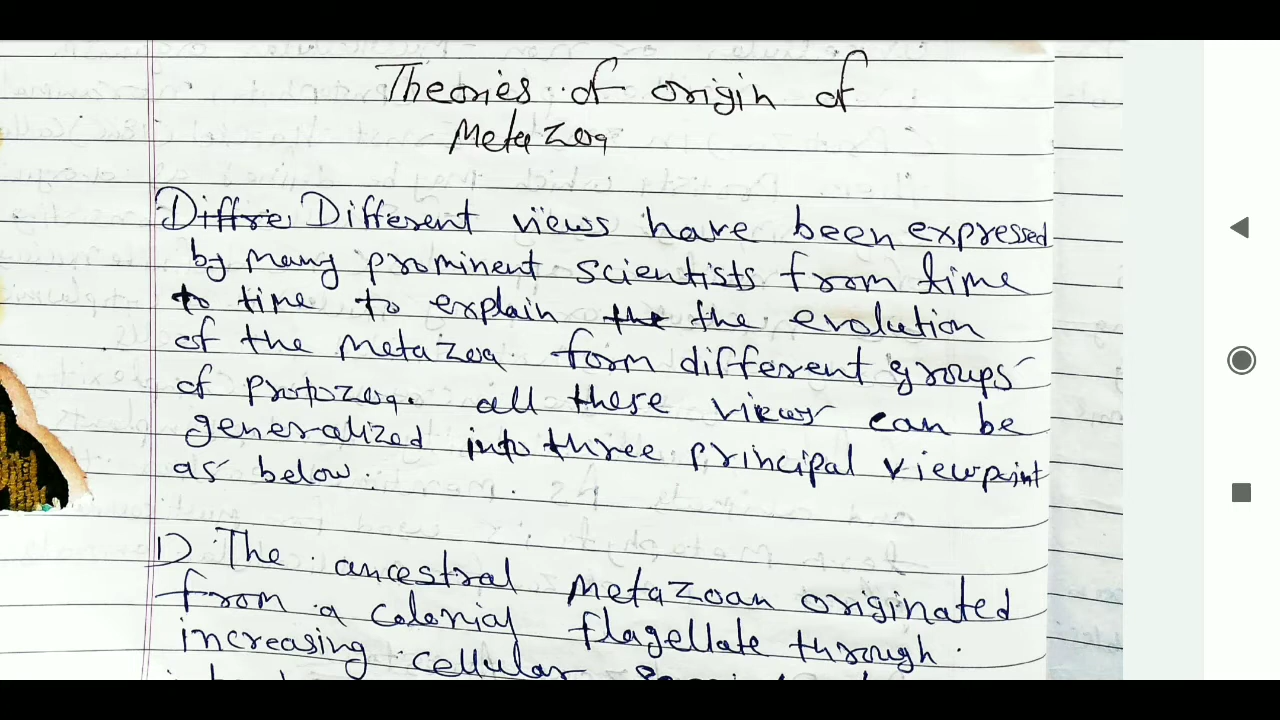 Theories of origin of
Metazoa
Diffre Different views have been expressed
by many prominent scientists from time
to time to explain the the evolution
of the metazoa form different groups
of protozoa. all these views can be
generalized into three principal viewpoint
as below.
1) The ancestral metazoan originated
from a colonial flagellate through
increasing cellular